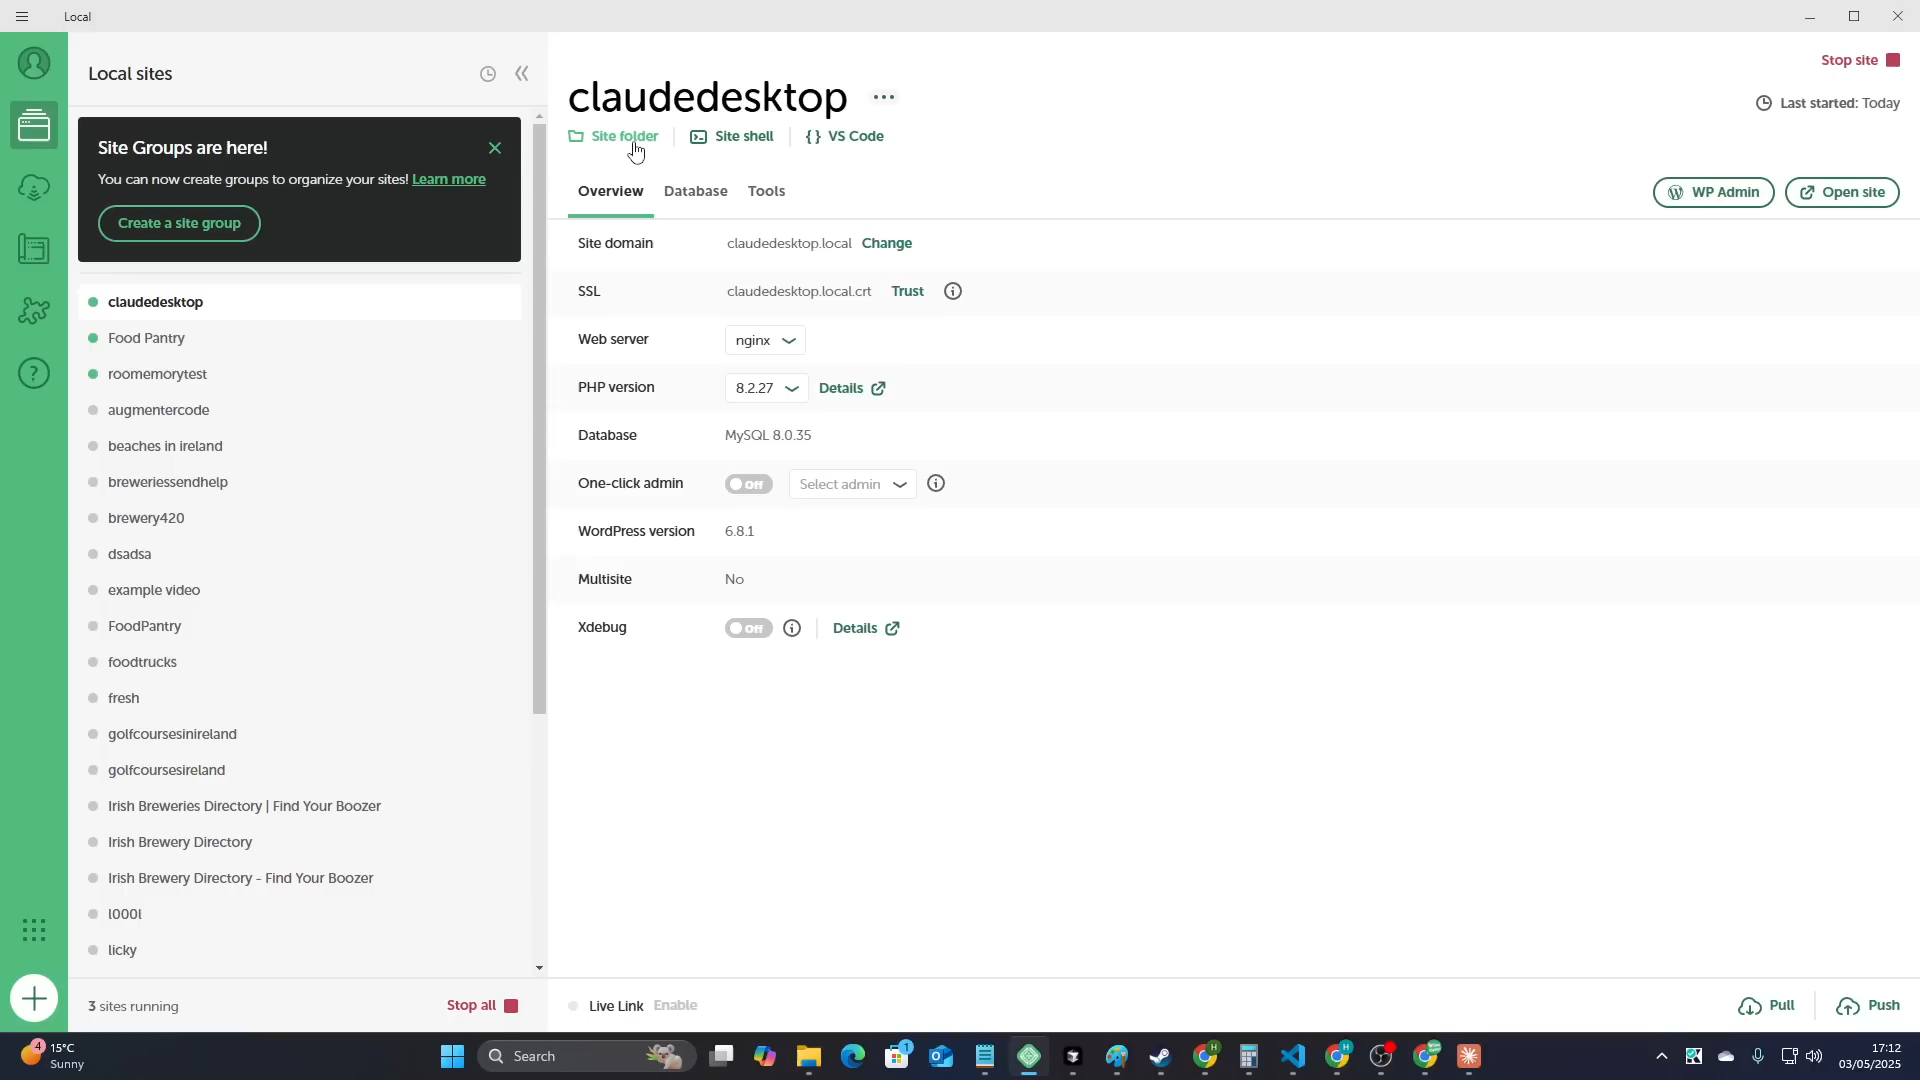 Local
Local sites
Site Groups are here!
You can now create groups to organize your sites! Learn more
Create a site group
claudedesktop
Food Pantry
roomemorytest
augmentercode
beaches in ireland
breweriessendhelp
brewery420
dsadsa
example video
FoodPantry
foodtrucks
fresh
golfcoursesinireland
golfcoursesireland
Irish Breweries Directory | Find Your Boozer
Irish Brewery Directory
Irish Brewery Directory - Find Your Boozer
l000l
licky
3 sites running
Stop all
Stop site
claudedesktop
Last started: Today
Site folder
Site shell
VS Code
Overview
Database
Tools
WP Admin
Open site
Site domain
claudedesktop.local
Change
SSL
claudedesktop.local.crt
Trust
Web server
nginx
PHP version
8.2.27
Details
Database
MySQL 8.0.35
One-click admin
Off
Select admin
WordPress version
6.8.1
Multisite
No
Xdebug
Off
Details
Live Link
Enable
Pull
Push
4
15°C
Sunny
Search
1
H
H
17:12
03/05/2025